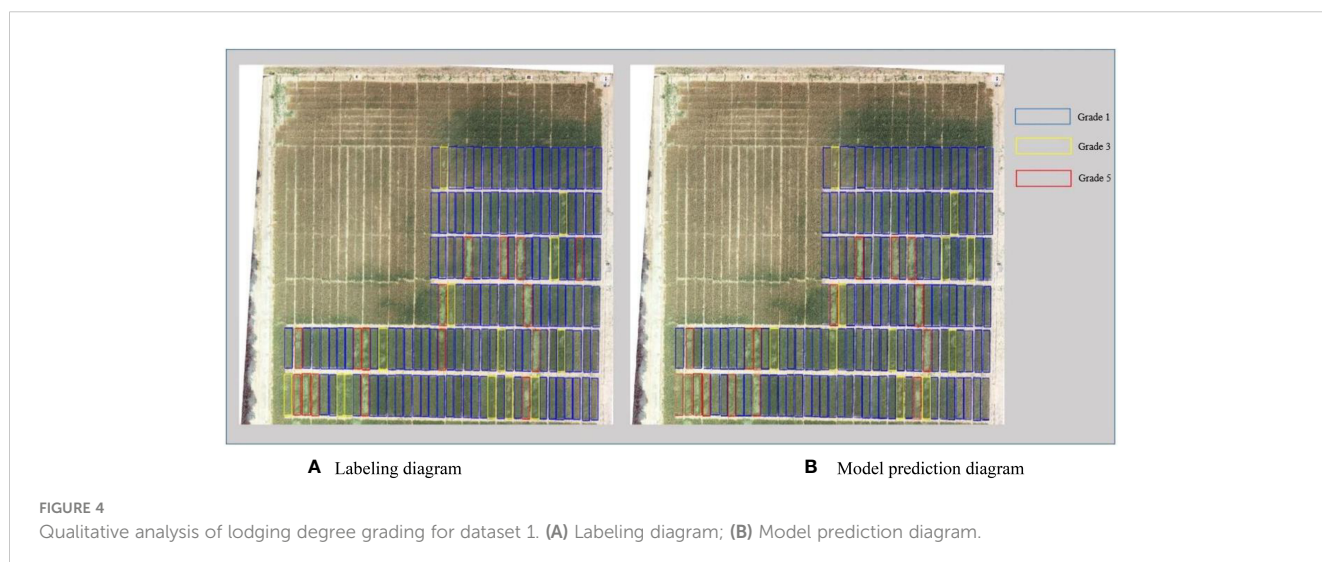 Grade 1
Grade 3
Grade 5
A Labeling diagram
B Model prediction diagram
FIGURE 4
Qualitative analysis of lodging degree grading for dataset 1. (A) Labeling diagram; (B) Model prediction diagram.